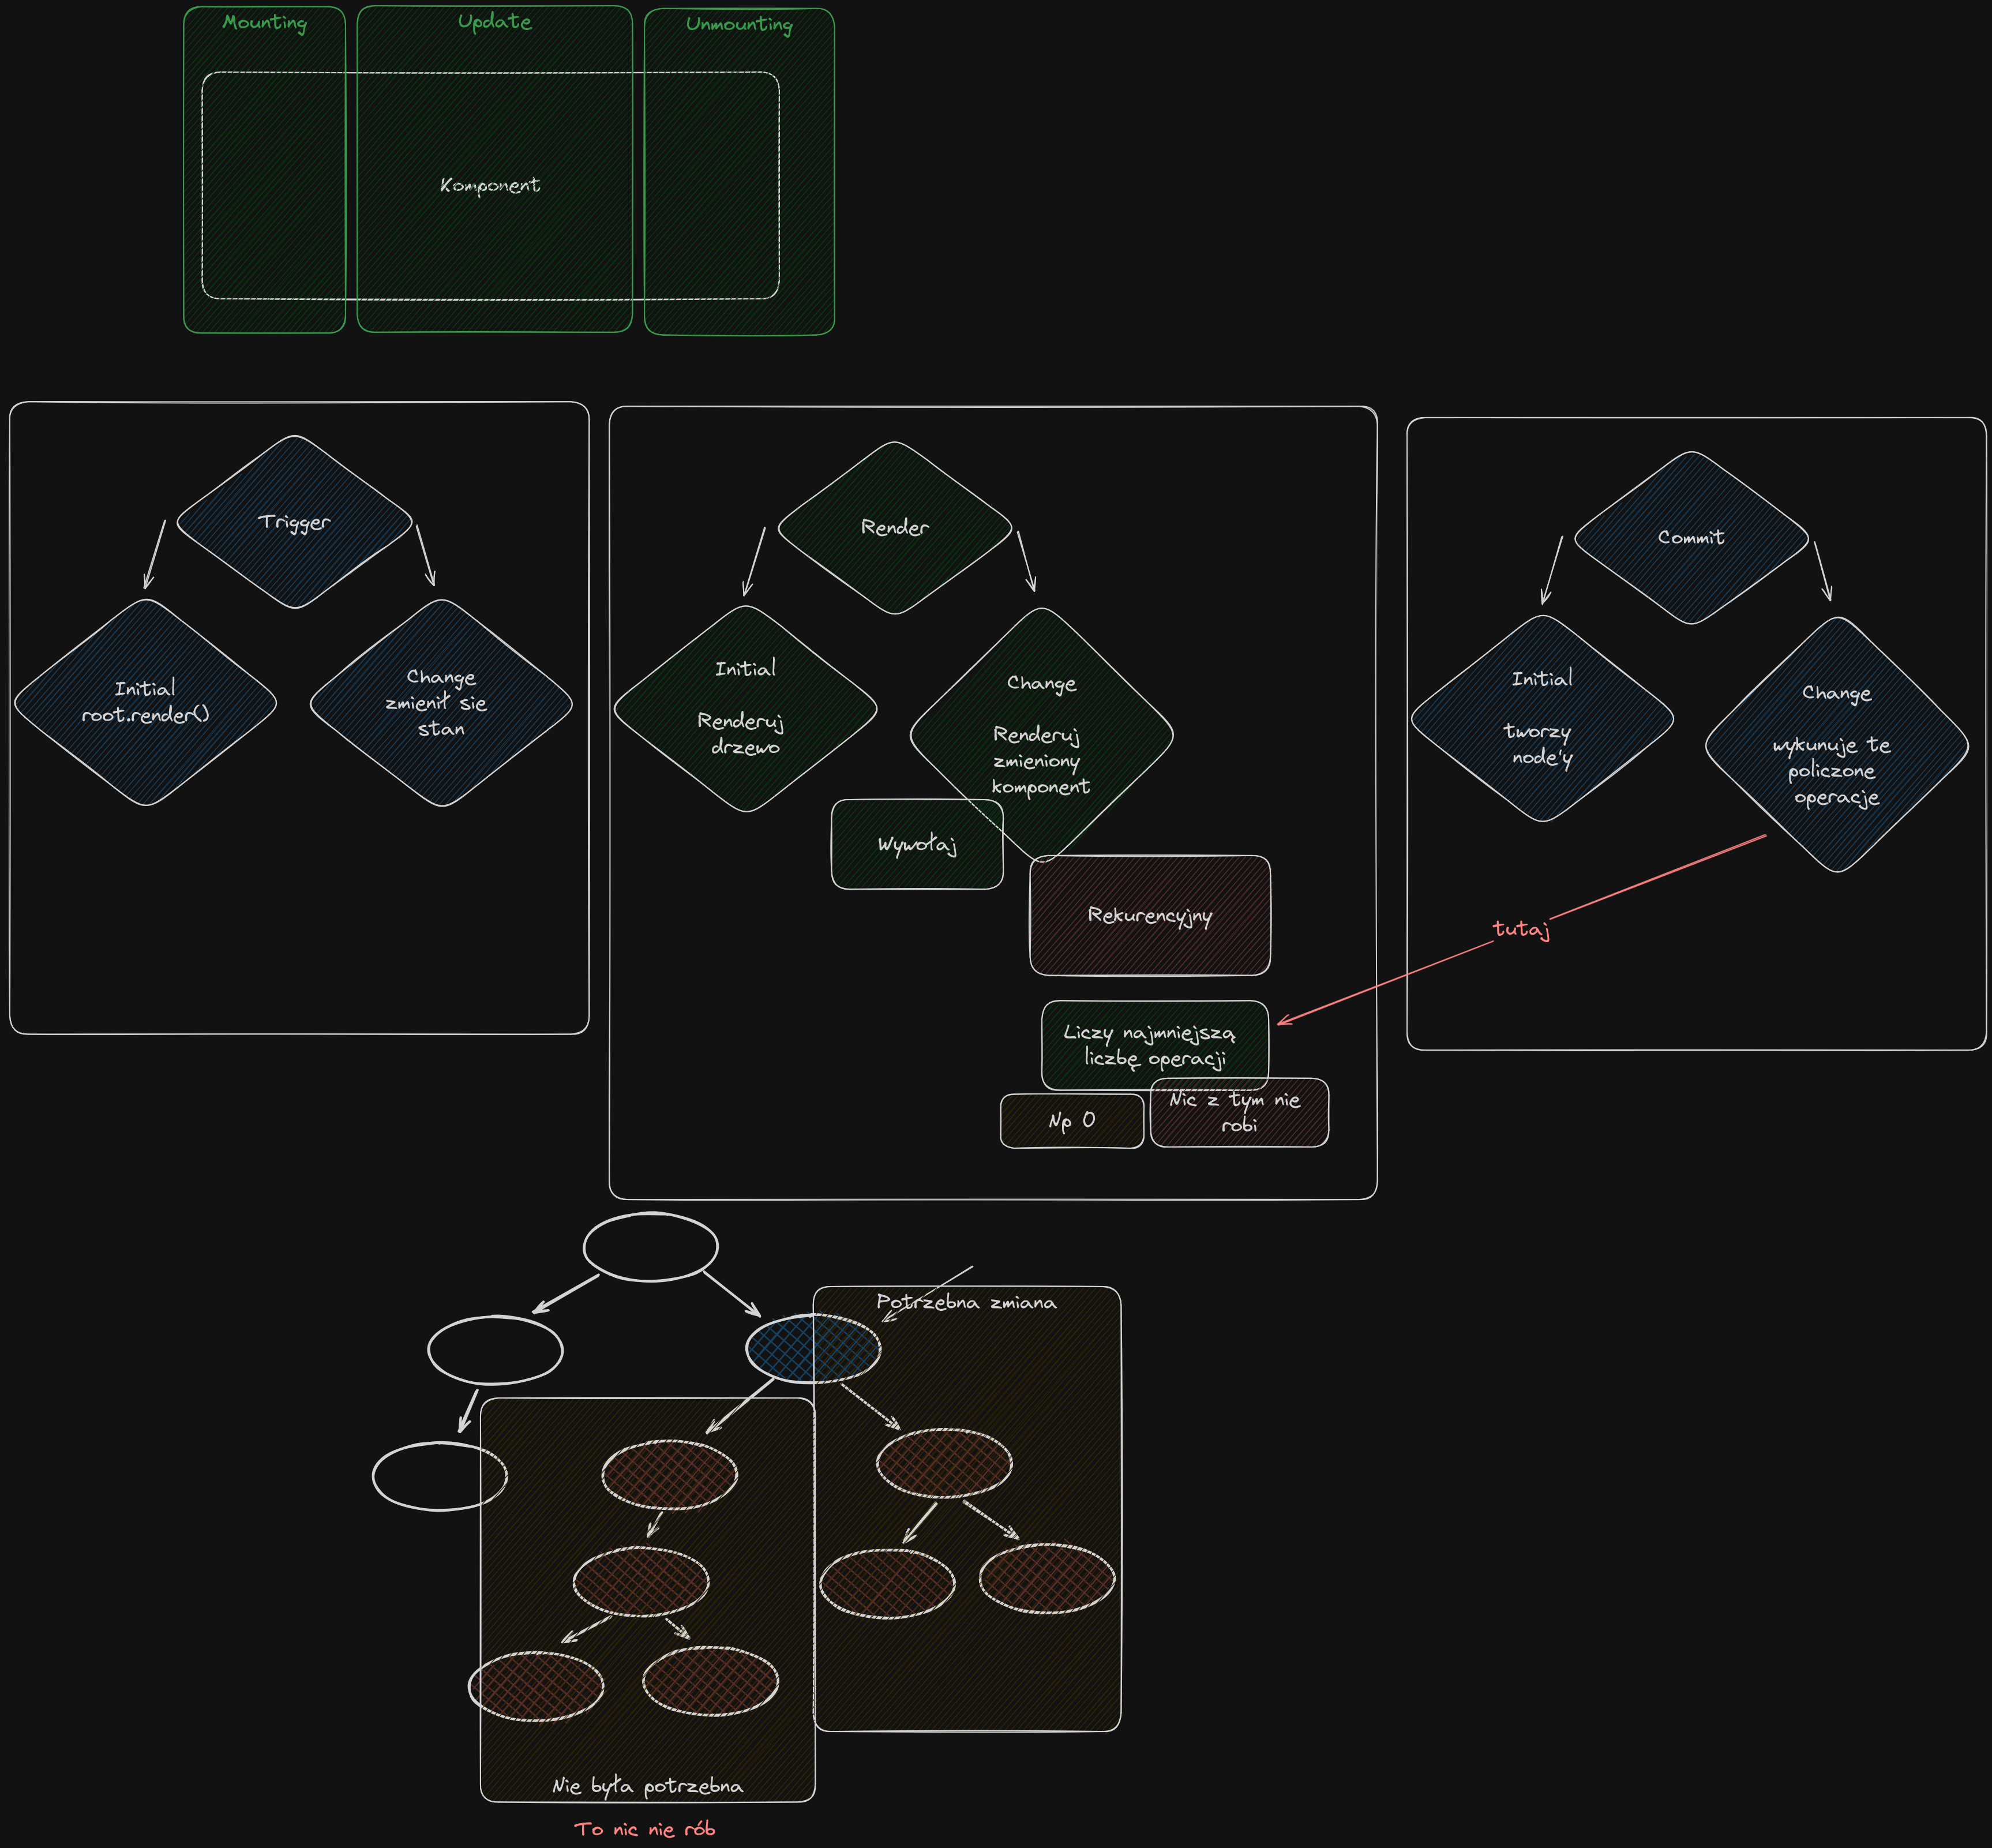 Mounting
Update
Unmounting
Komponent
Trigger
Initial
root.render()
Change
zmienił sie
stan
Render
Initial
Renderuj
drzewo
Change
Renderuj
zmieniony
komponent
Wywołaj
Rekurencyjny
Liczy najmniejszą
liczbę operacji
Np 0
Nic z tym nie
robi
Commit
Initial
tworzy
node'y
Change
wykunuje te
policzone
operacje
tutaj
Potrzebna zmiana
Nie była potrzebna
To nic nie rób